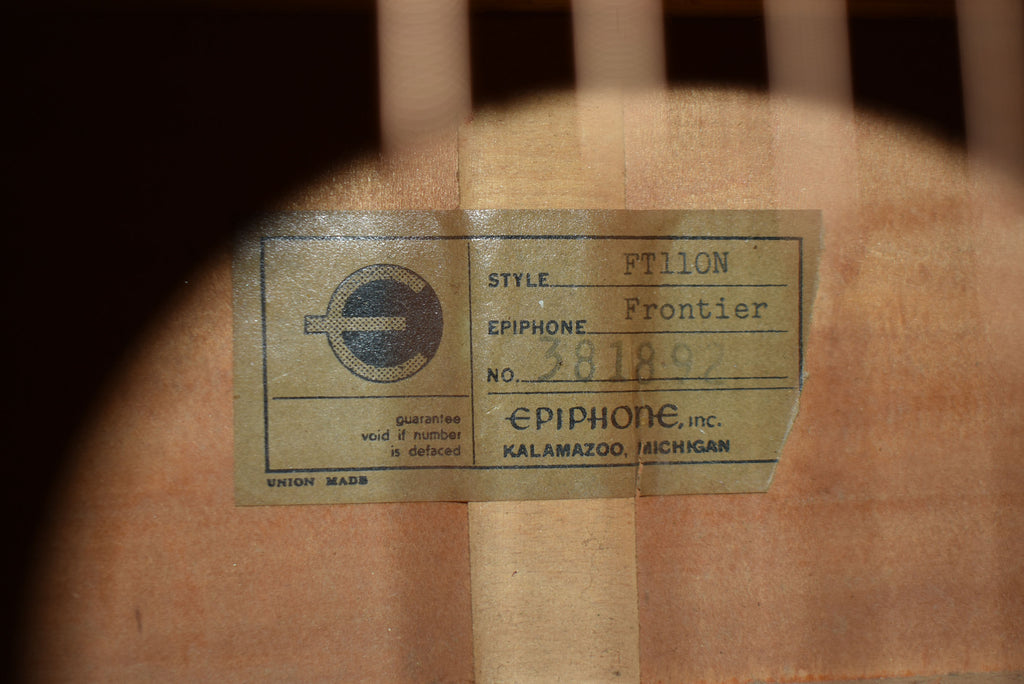 STYLE FT110N
EPIPHONE Frontier
NO. 381892
guarantee
void if number
is defaced
EPIPHONE, INC.
KALAMAZOO, MICHIGAN
UNION MADE